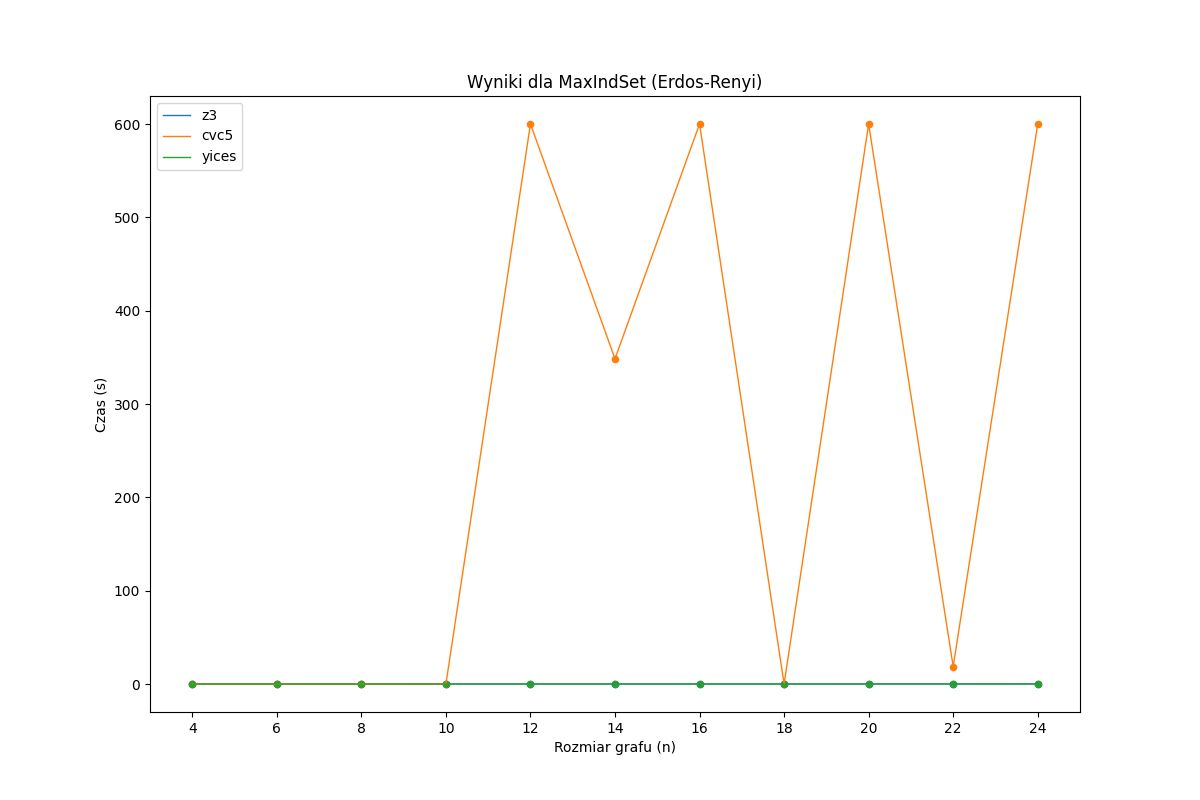 Wyniki dla MaxIndSet (Erdos-Renyi)
z3
cvc5
yices
600
500
400
300
200
100
0
Czas (s)
4 6 8 10 12 14 16 18 20 22 24
Rozmiar grafu (n)